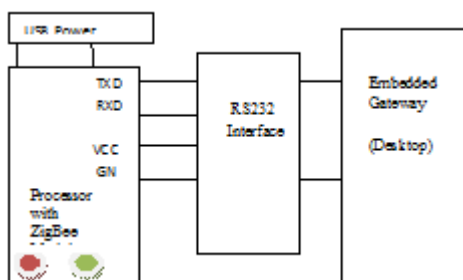 USB Power
TXD
RXD
VCC
GN
Processor
with
ZigBee
RS232
Interface
Embedded
Gateway
(Desktop)